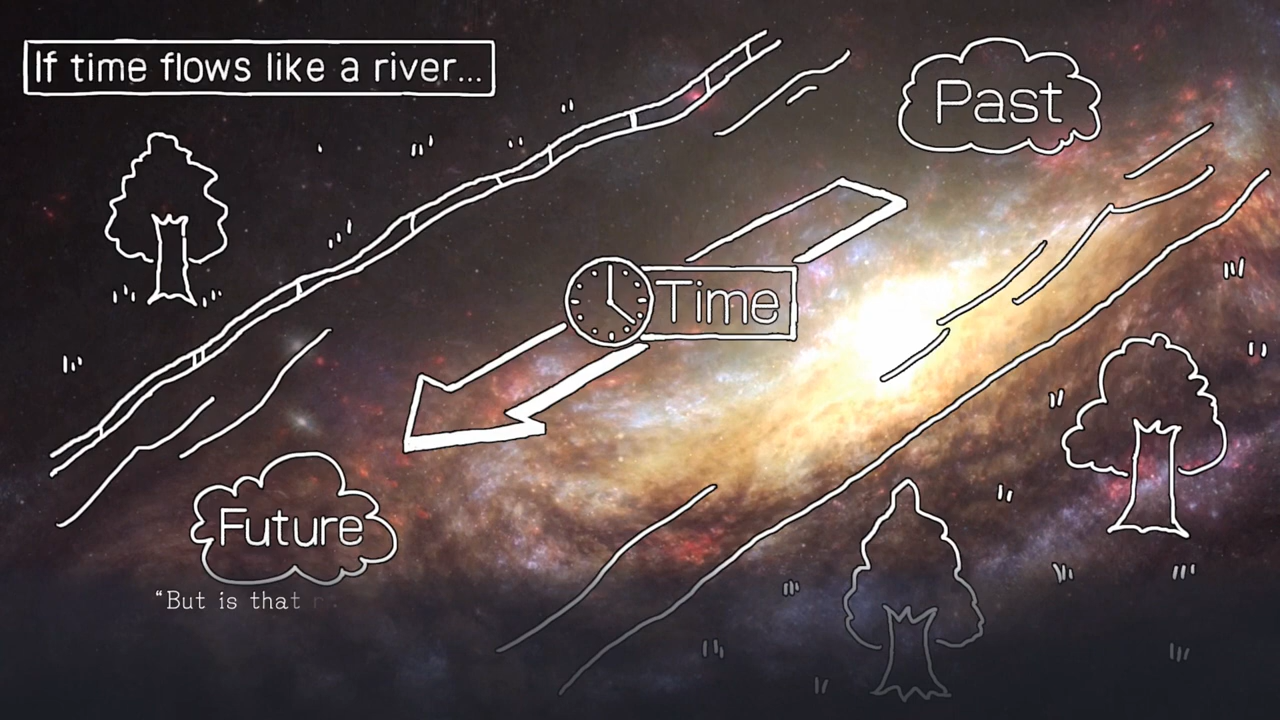 If time flows like a river...
Past
Time
Future
“But is that